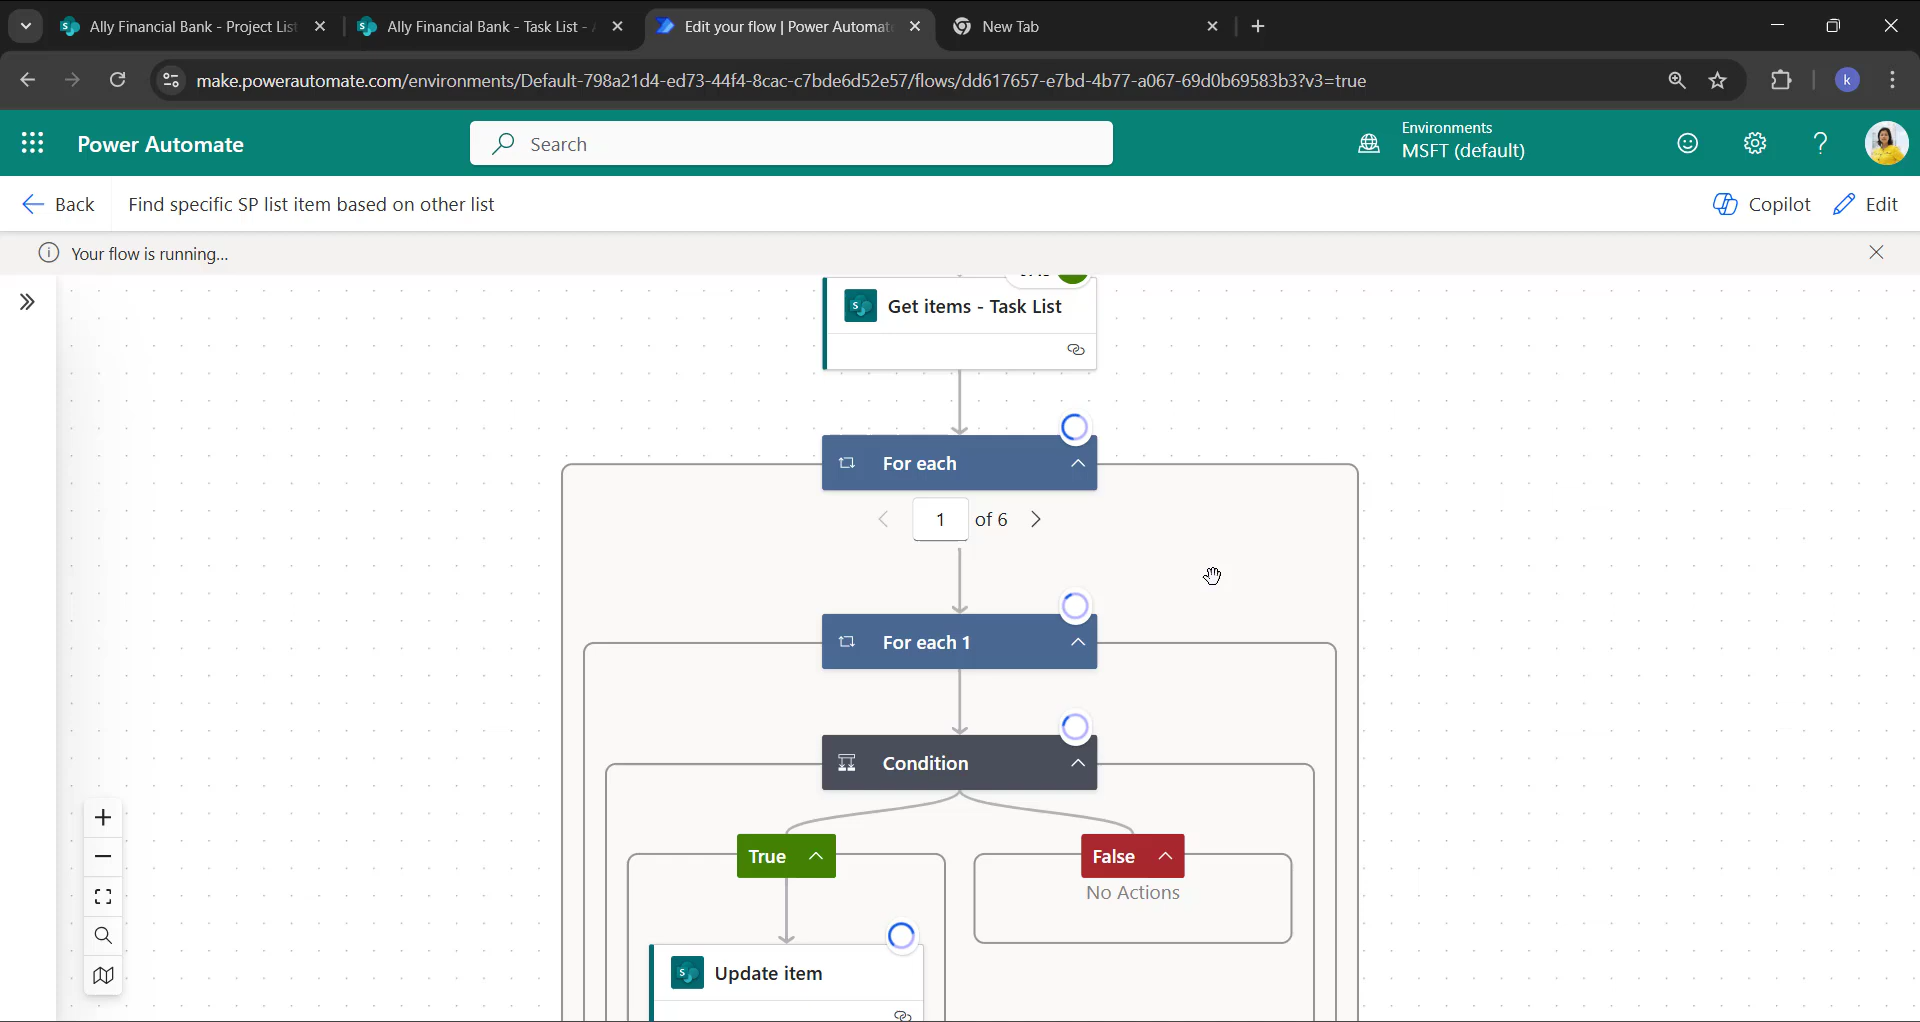 Ally Financial Bank - Project List
Ally Financial Bank - Task List -
Edit your flow | Power Automate
New Tab
make.powerautomate.com/environments/Default-798a21d4-ed73-44f4-8cac-c7bde6d52e57/flows/dd617657-e7bd-4b77-a067-69d0b69583b3?v3=true
k
Power Automate
Search
Environments
MSFT (default)
Back
Find specific SP list item based on other list
Copilot
Edit
Your flow is running...
Get items - Task List
For each
1 of 6
For each 1
Condition
True
False
No Actions
Update item